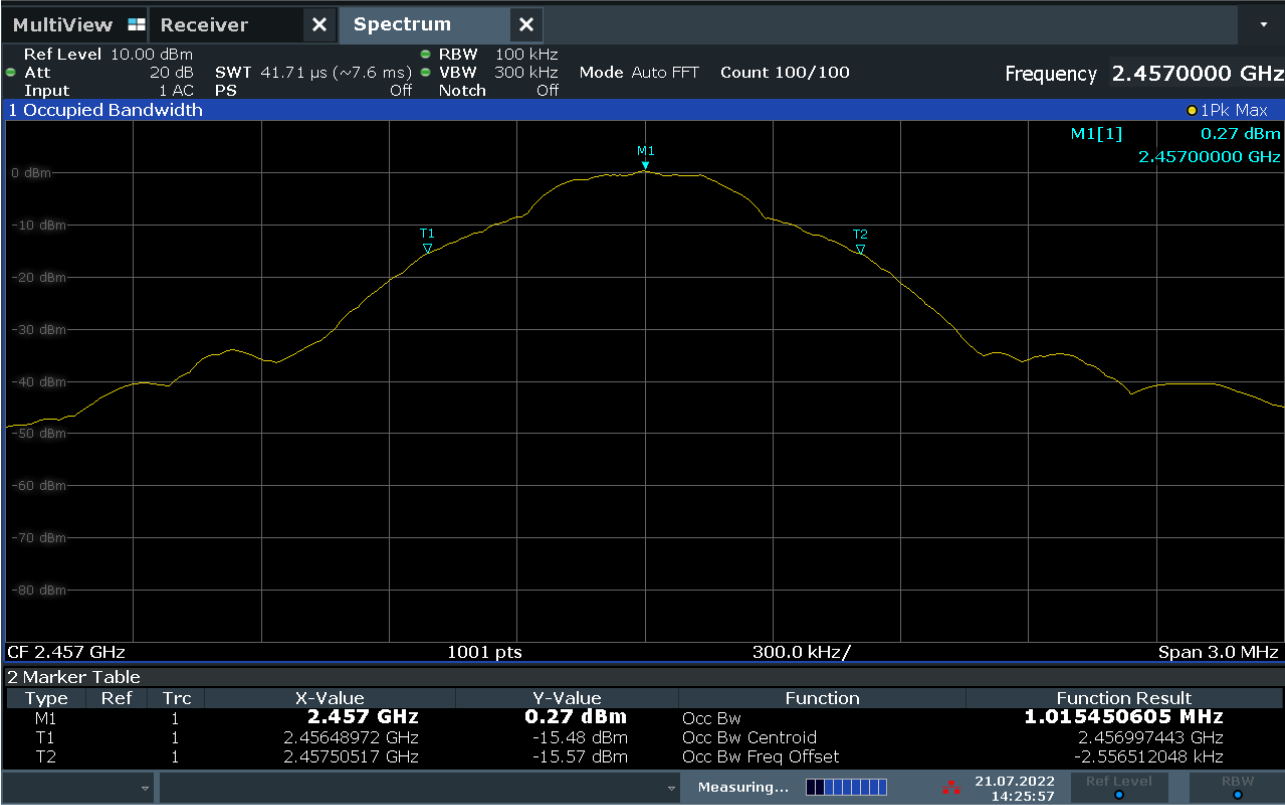 MultiView Receiver X Spectrum X
Ref Level 10.00 dBm RBW 100 kHz
Att 20 dB SWT 41.71 µs (~7.6 ms) VBW 300 kHz Mode Auto FFT Count 100/100 Frequency 2.4570000 GHz
Input 1 AC PS Off Notch Off
1 Occupied Bandwidth 1Pk Max
M1[1] 0.27 dBm
2.45700000 GHz
M1
0 dBm
-10 dBm
T1 T2
-20 dBm
-30 dBm
-40 dBm
-50 dBm
-60 dBm
-70 dBm
-80 dBm
CF 2.457 GHz 1001 pts 300.0 kHz/ Span 3.0 MHz
2 Marker Table
Type Ref Trc X-Value Y-Value Function Function Result
M1 1 2.457 GHz 0.27 dBm Occ Bw 1.015450605 MHz
T1 1 2.45648972 GHz -15.48 dBm Occ Bw Centroid 2.456997443 GHz
T2 1 2.45750517 GHz -15.57 dBm Occ Bw Freq Offset -2.556512048 kHz
Measuring... 21.07.2022 Ref Level RBW
14:25:57